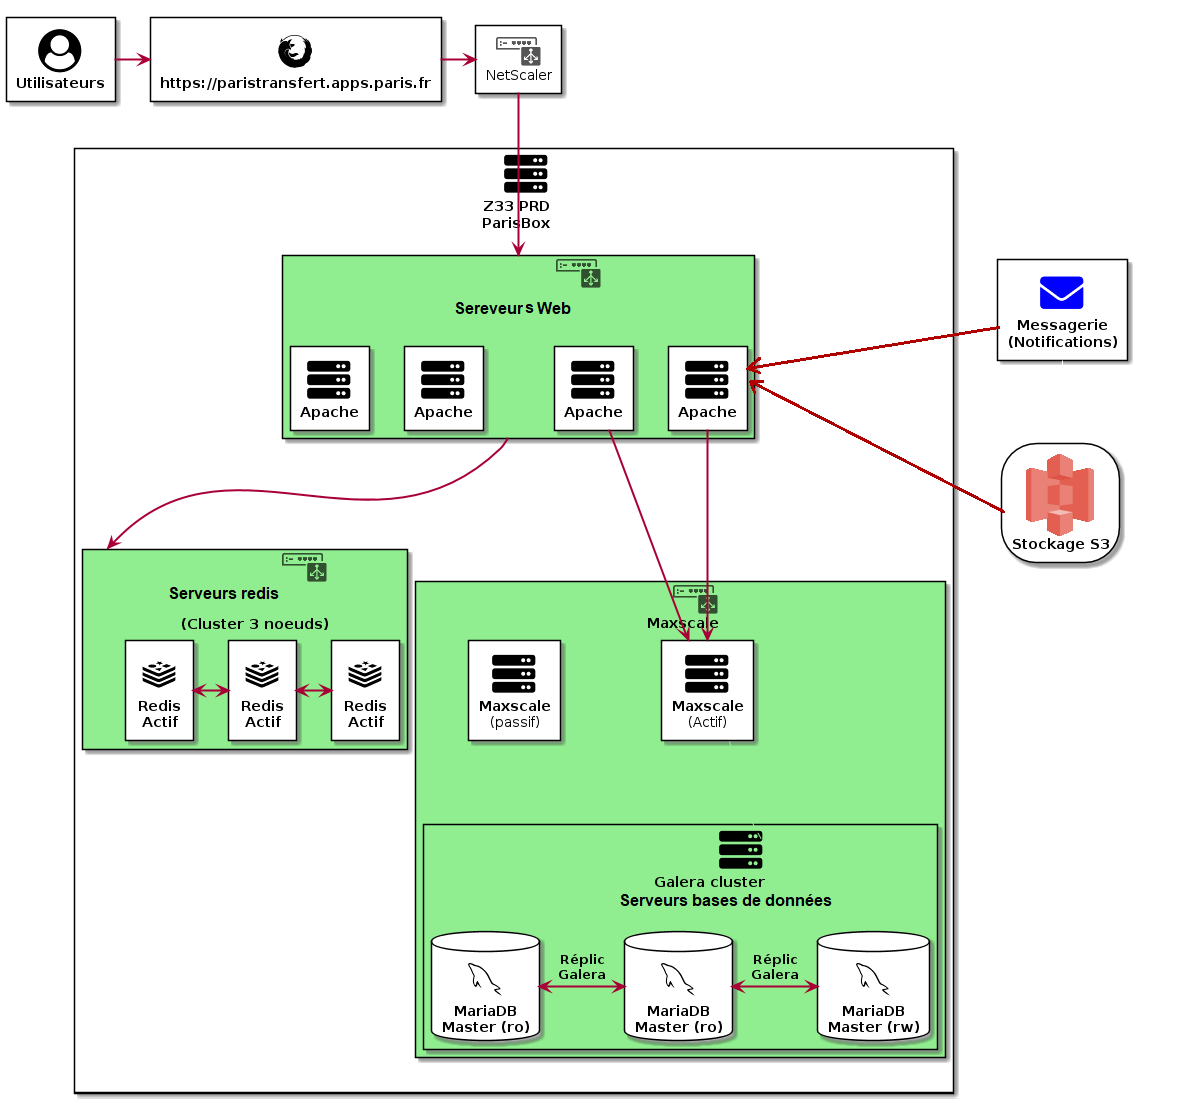 Utilisateurs
https://paristransfert.apps.paris.fr
NetScaler
Z33 PRD
ParisBox
Sereveurs Web
Apache
Apache
Apache
Apache
Messagerie
(Notifications)
Stockage S3
Serveurs redis
(Cluster 3 noeuds)
Redis
Actif
Redis
Actif
Redis
Actif
Maxscale
Maxscale
(passif)
Maxscale
(Actif)
Galera cluster
Serveurs bases de données
Réplic
Galera
Réplic
Galera
MariaDB
Master (ro)
MariaDB
Master (ro)
MariaDB
Master (rw)